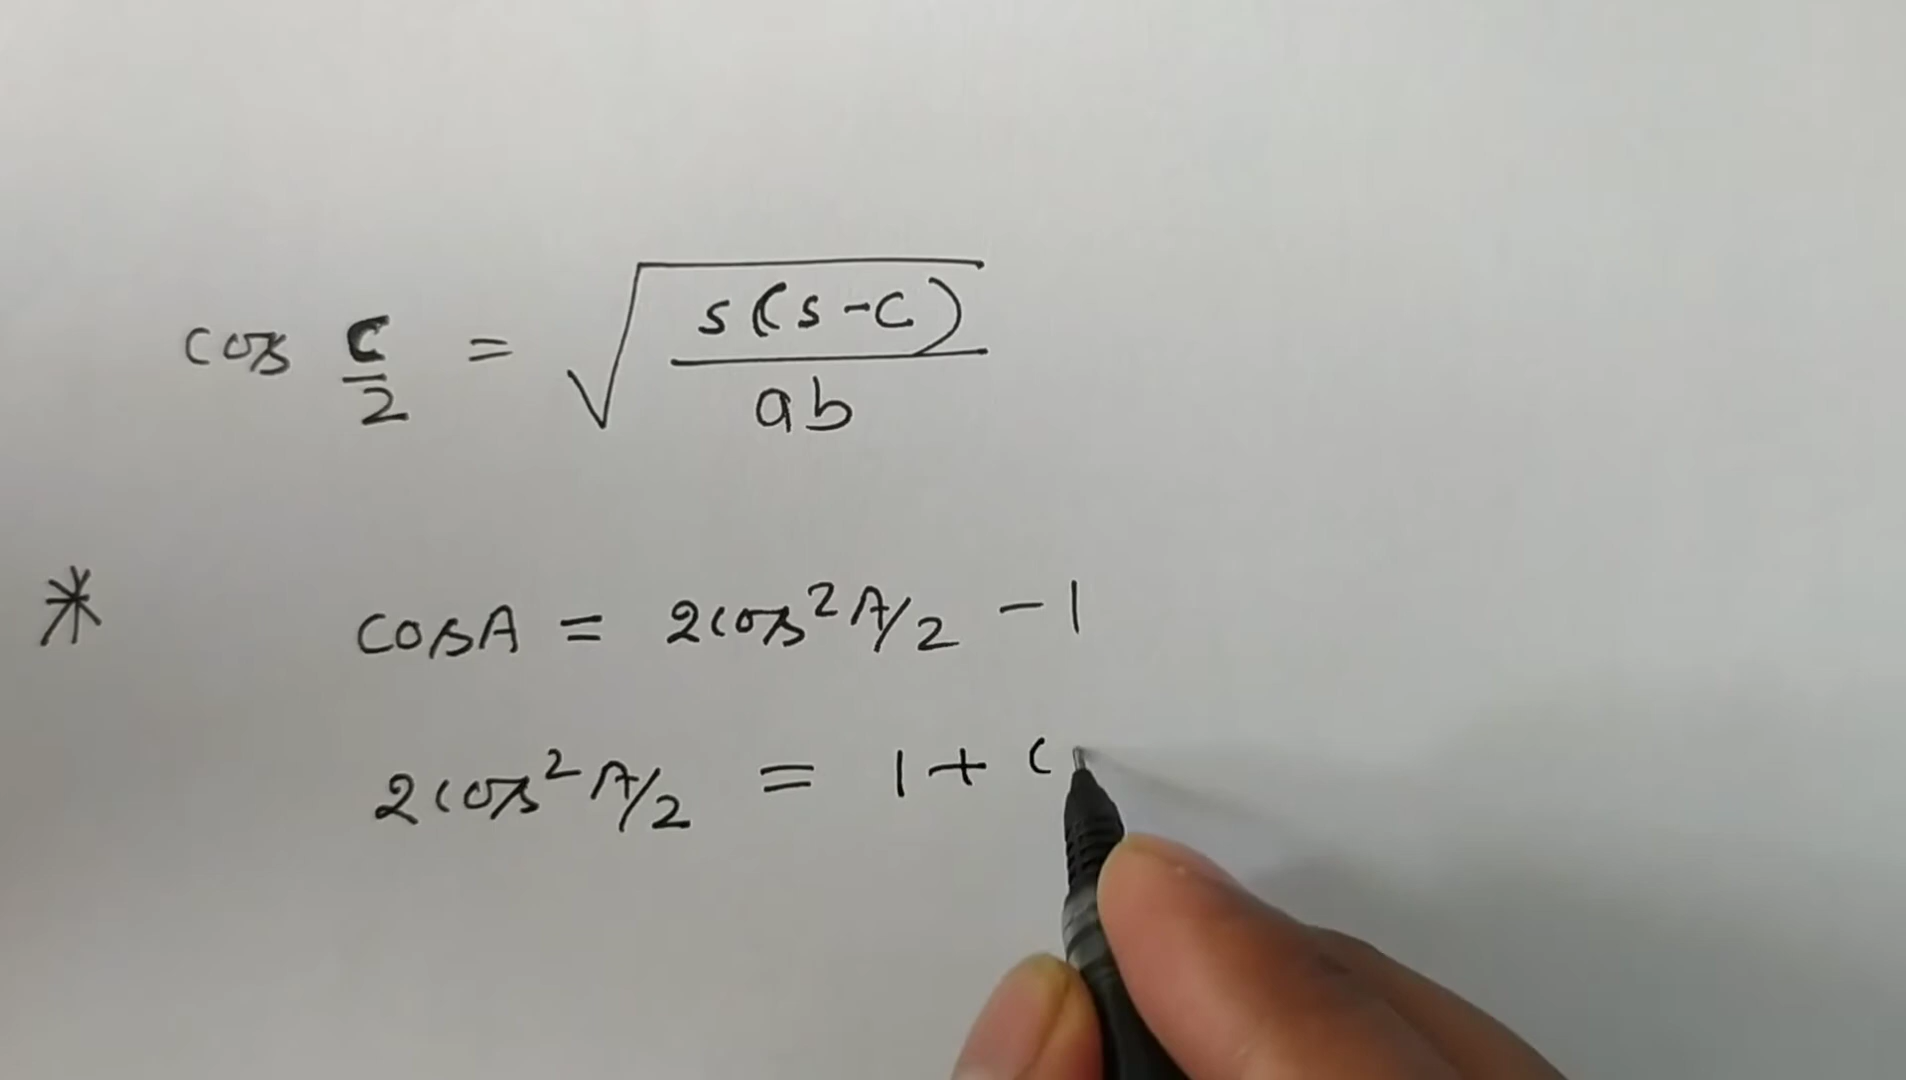 cos C/2 = √(s(s-c)/ab)
* cosA = 2cos²A/2 - 1
2cos²A/2 = 1 + c